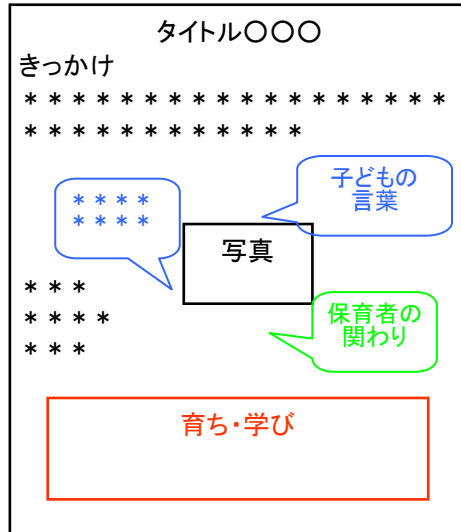 タイトル〇〇〇
きっかけ
* * * * * * * * * * * * * * * * * *
* * * * * * * * * * * *
子どもの
言葉
* * * *
* * * *
写真
* * *
* * * *
* * *
保育者の
関わり
育ち・学び